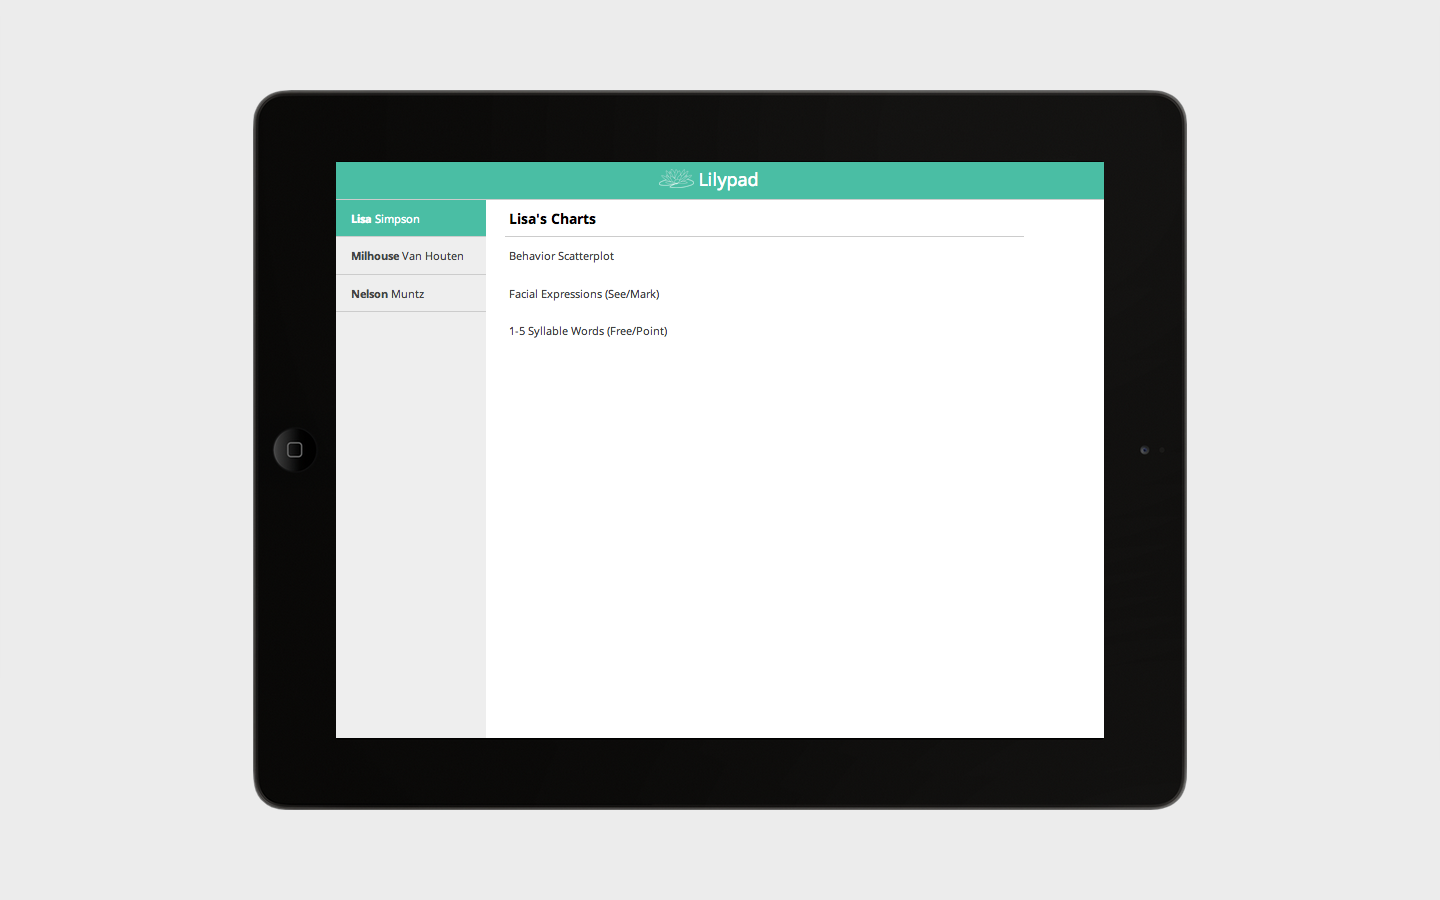 Lilypad
Lisa Simpson
Milhouse Van Houten
Nelson Muntz
Lisa's Charts
Behavior Scatterplot
Facial Expressions (See/Mark)
1-5 Syllable Words (Free/Point)